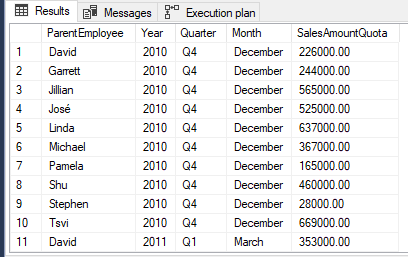 Results Messages Execution plan
ParentEmployee Year Quarter Month SalesAmountQuota
1 David 2010 Q4 December 226000.00
2 Garrett 2010 Q4 December 244000.00
3 Jillian 2010 Q4 December 565000.00
4 José 2010 Q4 December 525000.00
5 Linda 2010 Q4 December 637000.00
6 Michael 2010 Q4 December 367000.00
7 Pamela 2010 Q4 December 165000.00
8 Shu 2010 Q4 December 460000.00
9 Stephen 2010 Q4 December 28000.00
10 Tsvi 2010 Q4 December 669000.00
11 David 2011 Q1 March 353000.00